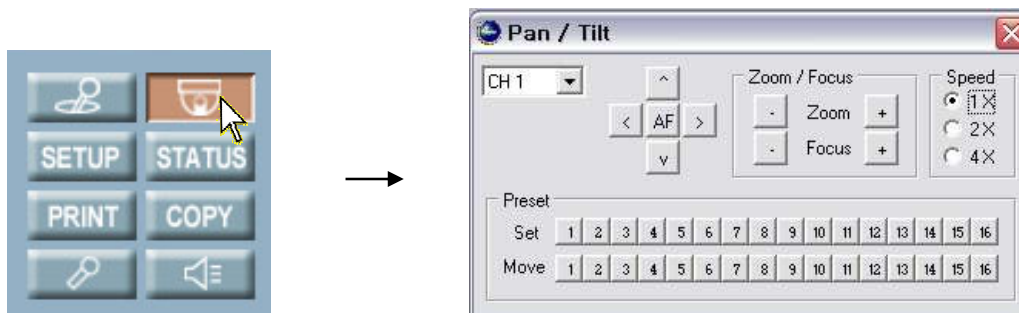 SETUP STATUS
PRINT COPY
Pan / Tilt
CH 1
^
< AF >
v
Zoom / Focus
- Zoom +
- Focus +
Speed
1X
2X
4X
Preset
Set 1 2 3 4 5 6 7 8 9 10 11 12 13 14 15 16
Move 1 2 3 4 5 6 7 8 9 10 11 12 13 14 15 16